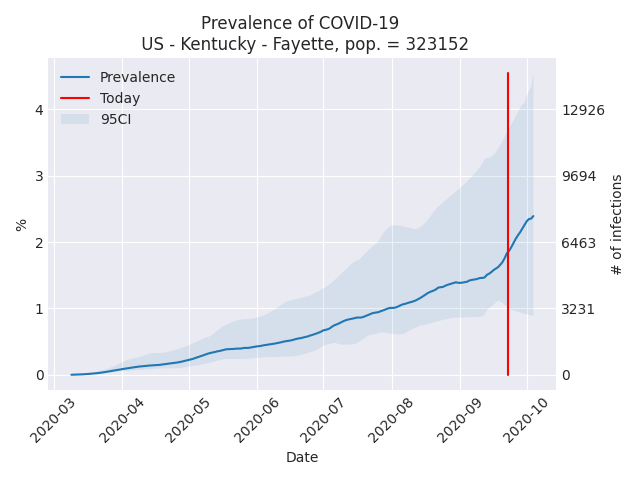 Prevalence of COVID-19
US - Kentucky - Fayette, pop. = 323152
Prevalence
Today
95CI
%
4
3
2
1
0
12926
9694
6463
3231
0
# of infections
2020-03
2020-04
2020-05
2020-06
2020-07
2020-08
2020-09
2020-10
Date